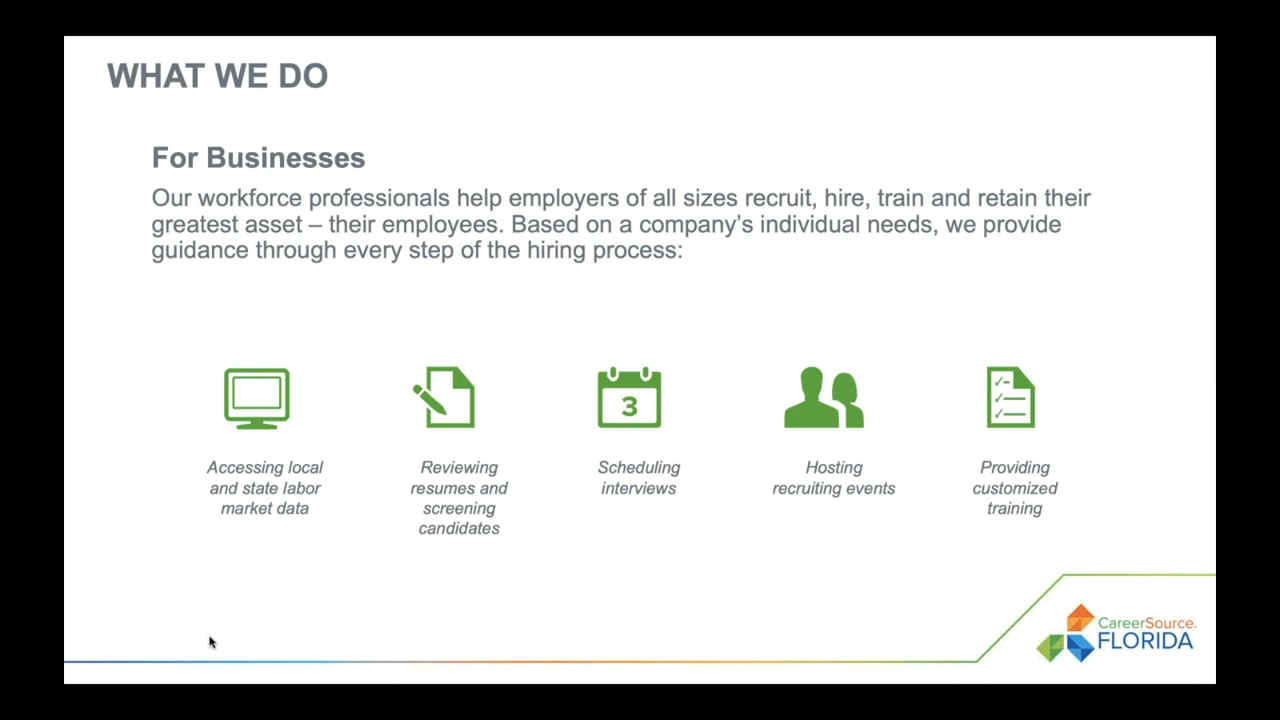 WHAT WE DO
For Businesses
Our workforce professionals help employers of all sizes recruit, hire, train and retain their
greatest asset – their employees. Based on a company’s individual needs, we provide
guidance through every step of the hiring process:
3
Accessing local
and state labor
market data
Reviewing
resumes and
screening
candidates
Scheduling
interviews
Hosting
recruiting events
Providing
customized
training
CareerSource
FLORIDA